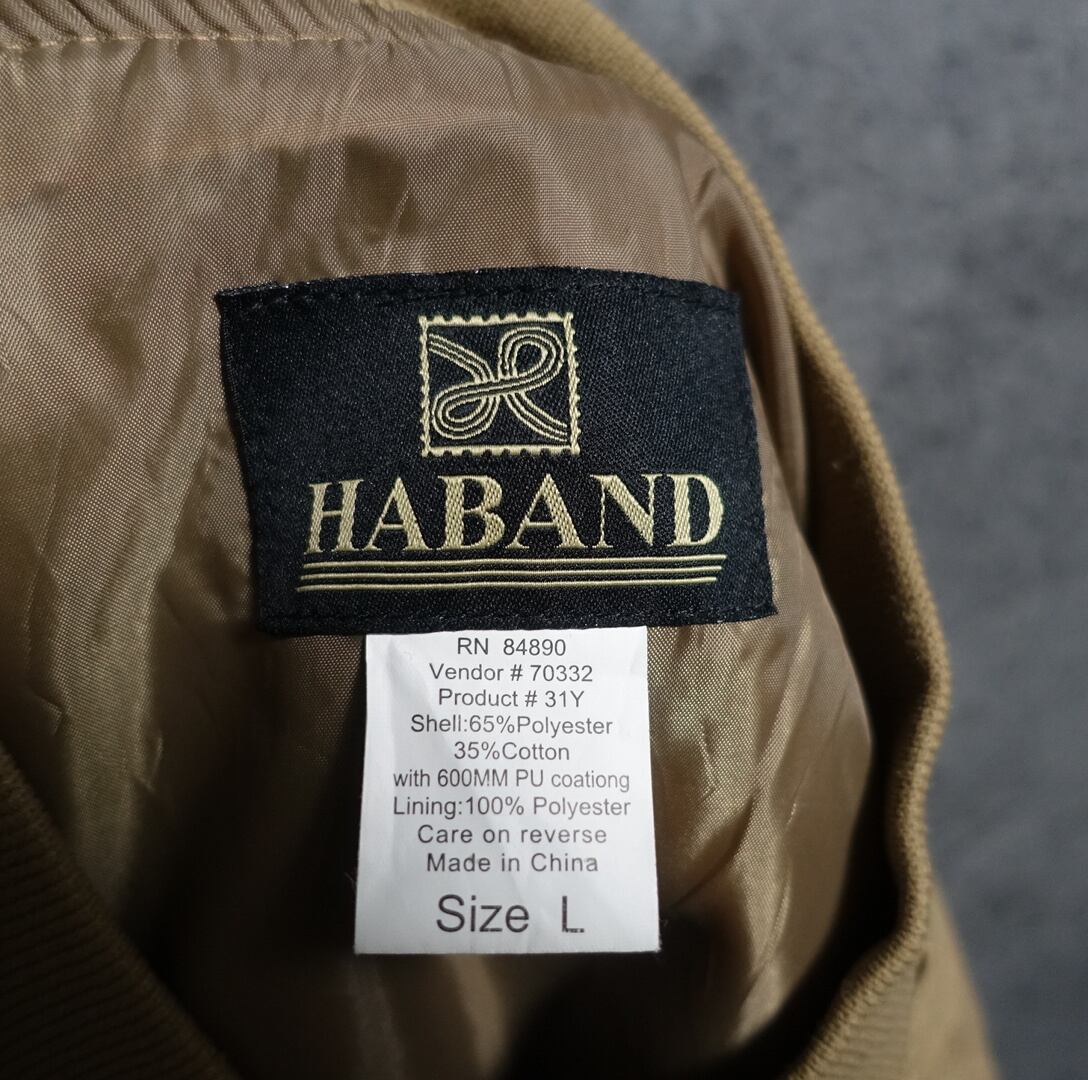 HABAND
RN 84890
Vendor # 70332
Product # 31Y
Shell:65%Polyester
35%Cotton
with 600MM PU coationg
Lining:100% Polyester
Care on reverse
Made in China
Size L